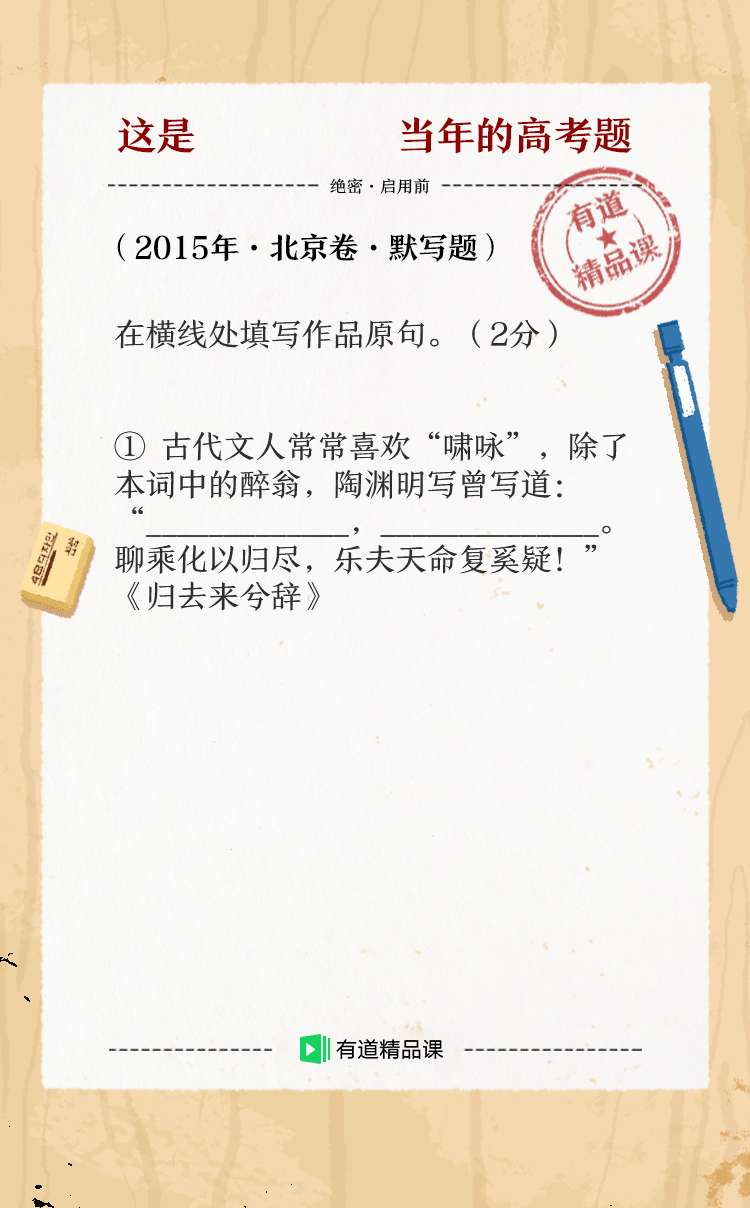 这是 当年的高考题
绝密·启用前
有道
精品课
（2015年·北京卷·默写题）
在横线处填写作品原句。（2分）
① 古代文人常常喜欢“啸咏”，除了
本词中的醉翁，陶渊明写曾写道：
“_____________，______________。
聊乘化以归尽，乐夫天命复奚疑！”
《归去来兮辞》
有道精品课